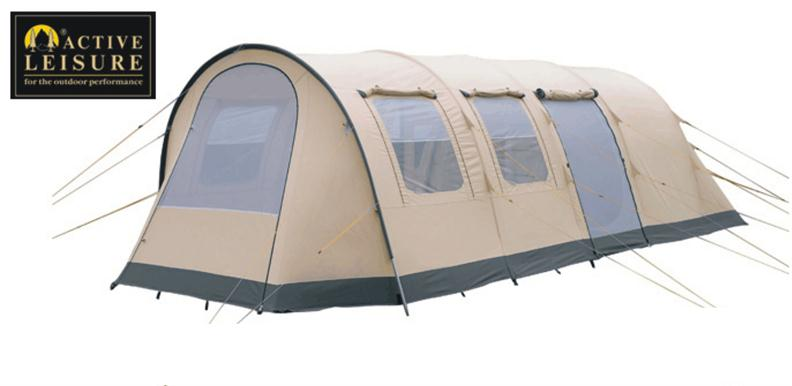 ® ACTIVE
LEISURE
for the outdoor performance